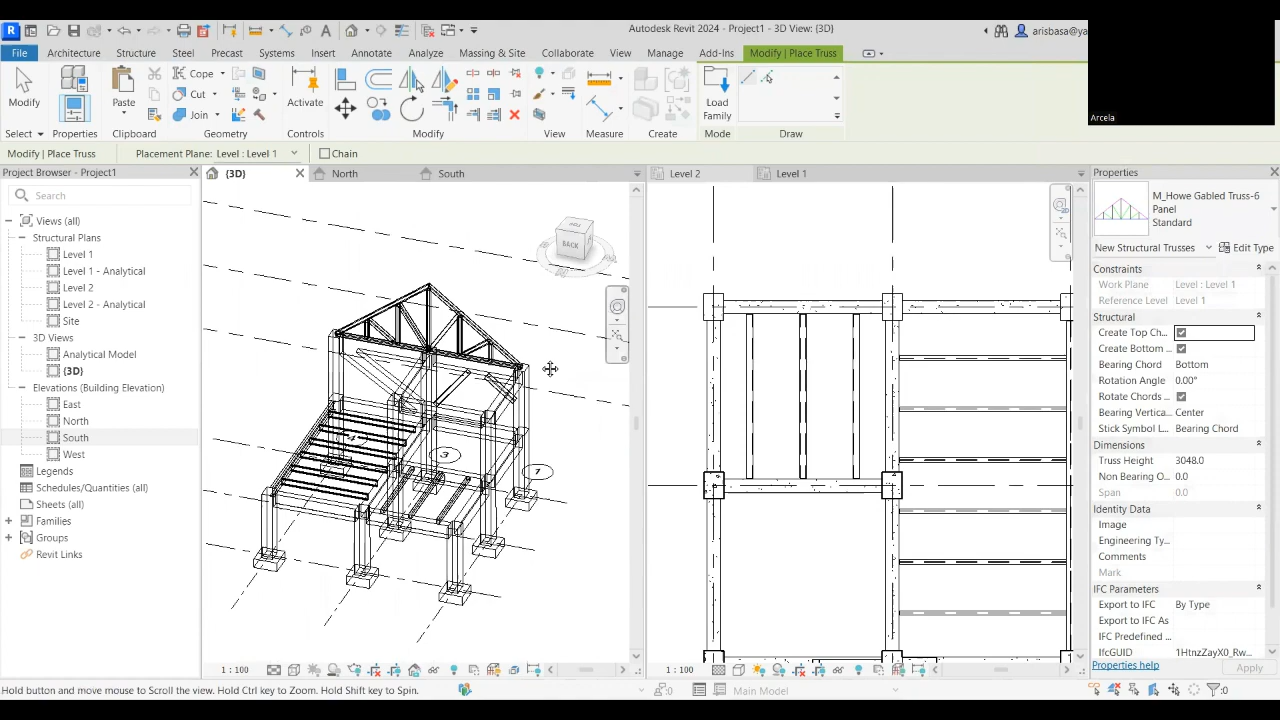 Autodesk Revit 2024 - Project1 - 3D View: {3D}
arisbasa@ya
File Architecture Structure Steel Precast Systems Insert Annotate Analyze Massing & Site Collaborate View Manage Addins Modify | Place Truss
Modify Paste Cope Cut Join Activate Load Family
Select Properties Clipboard Geometry Controls Modify View Measure Create Mode Draw
Arcela
Modify | Place Truss Placement Plane: Level : Level 1 Chain
Project Browser - Project1
Search
Views (all)
Structural Plans
Level 1
Level 1 - Analytical
Level 2
Level 2 - Analytical
Site
3D Views
Analytical Model
{3D}
Elevations (Building Elevation)
East
North
South
West
Legends
Schedules/Quantities (all)
Sheets (all)
Families
Groups
Revit Links
{3D} North South
BACK
4
3
1
1 : 100
Level 2 Level 1
1 : 100
Properties
M_Howe Gabled Truss-6
Panel
Standard
New Structural Trusses Edit Type
Constraints
Work Plane Level : Level 1
Reference Level Level 1
Structural
Create Top Ch...
Create Bottom ...
Bearing Chord Bottom
Rotation Angle 0.00°
Rotate Chords ...
Bearing Vertica... Center
Stick Symbol L... Bearing Chord
Dimensions
Truss Height 3048.0
Non Bearing O... 0.0
Span 0.0
Identity Data
Image
Engineering Ty...
Comments
Mark
IFC Parameters
Export to IFC By Type
Export to IFC As
IFC Predefined ...
IfcGUID 1HtnzZayX0_Rw...
Properties help Apply
Hold button and move mouse to Scroll the view. Hold Ctrl key to Zoom. Hold Shift key to Spin. :0 Main Model :0